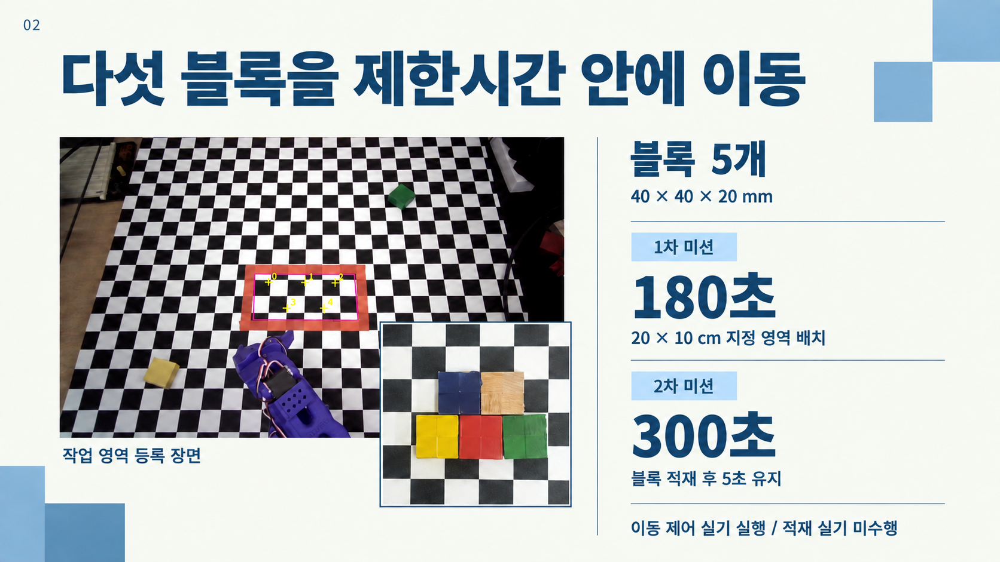 02
다섯 블록을 제한시간 안에 이동
0
1
2
3
4
작업 영역 등록 장면
블록 5개
40 × 40 × 20 mm
1차 미션
180초
20 × 10 cm 지정 영역 배치
2차 미션
300초
블록 적재 후 5초 유지
이동 제어 실기 실행 / 적재 실기 미수행